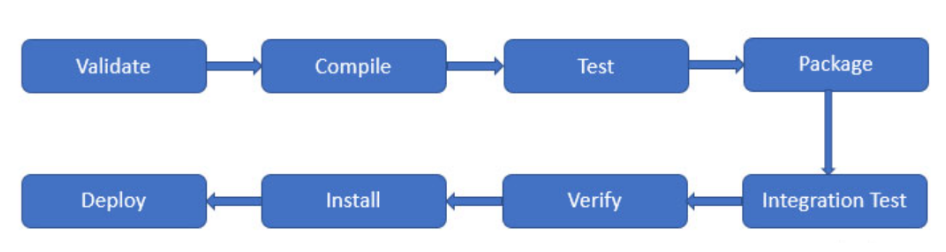 Validate
Compile
Test
Package
Integration Test
Verify
Install
Deploy